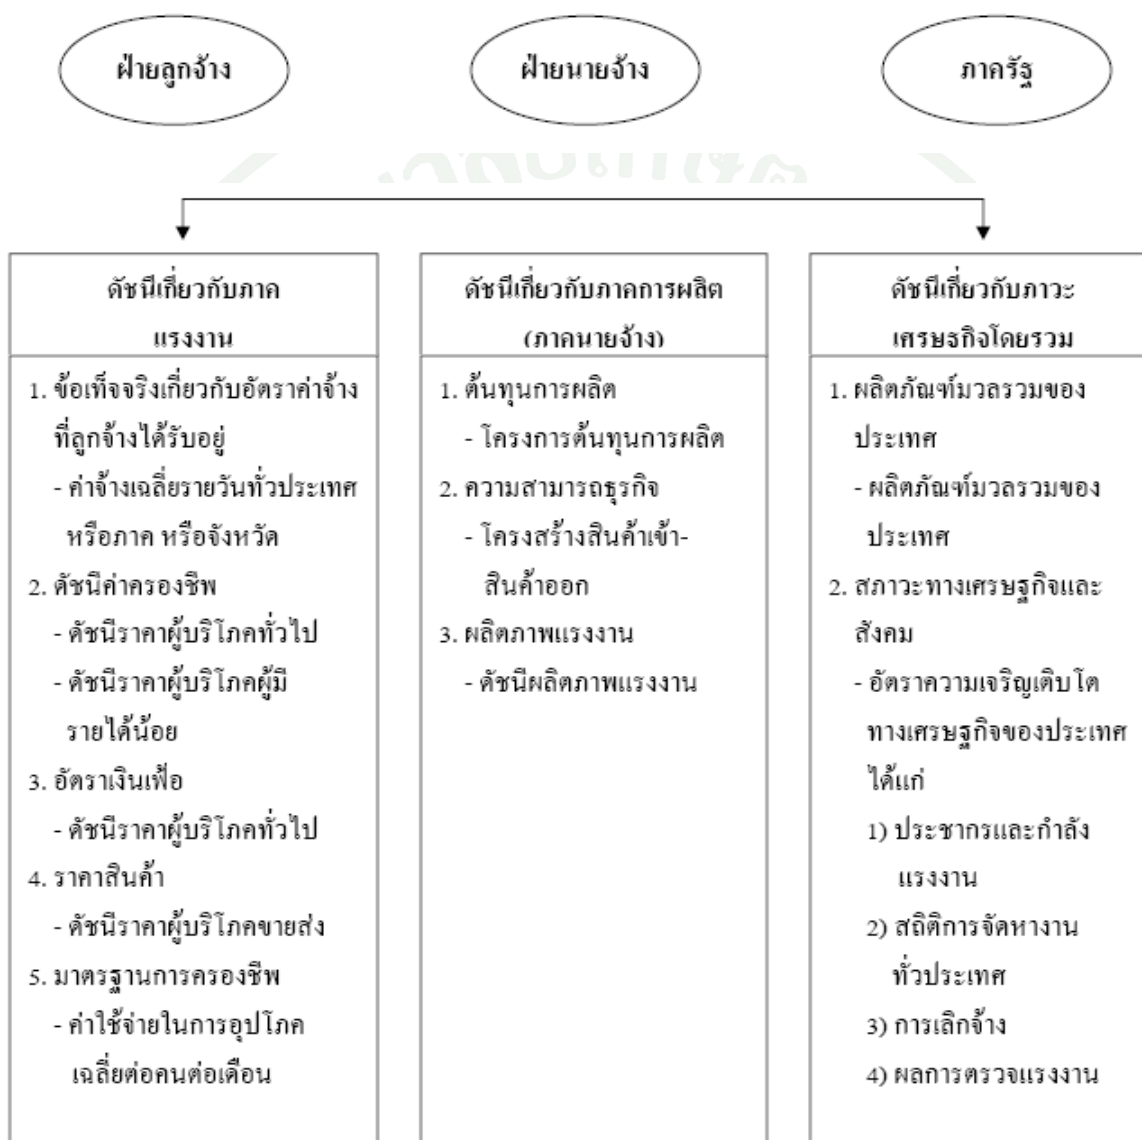 ฝ่ายลูกจ้าง
ฝ่ายนายจ้าง
ภาครัฐ
ดัชนีเกี่ยวกับภาค
แรงงาน
1. ข้อเท็จจริงเกี่ยวกับอัตราค่าจ้าง
ที่ลูกจ้างได้รับอยู่
- ค่าจ้างเฉลี่ยรายวันทั่วประเทศ
หรือภาค หรือจังหวัด
2. ดัชนีค่าครองชีพ
- ดัชนีราคาผู้บริโภคทั่วไป
- ดัชนีราคาผู้บริโภคผู้มี
รายได้น้อย
3. อัตราเงินเฟ้อ
- ดัชนีราคาผู้บริโภคทั่วไป
4. ราคาสินค้า
- ดัชนีราคาผู้บริโภคขายส่ง
5. มาตรฐานการครองชีพ
- ค่าใช้จ่ายในการอุปโภค
เฉลี่ยต่อคนต่อเดือน
ดัชนีเกี่ยวกับภาคการผลิต
(ภาคนายจ้าง)
1. ต้นทุนการผลิต
- โครงการต้นทุนการผลิต
2. ความสามารถธุรกิจ
- โครงสร้างสินค้าเข้า-
สินค้าออก
3. ผลิตภาพแรงงาน
- ดัชนีผลิตภาพแรงงาน
ดัชนีเกี่ยวกับภาวะ
เศรษฐกิจโดยรวม
1. ผลิตภัณฑ์มวลรวมของ
ประเทศ
- ผลิตภัณฑ์มวลรวมของ
ประเทศ
2. สภาวะทางเศรษฐกิจและ
สังคม
- อัตราความเจริญเติบโต
ทางเศรษฐกิจของประเทศ
ได้แก่
1) ประชากรและกำลัง
แรงงาน
2) สถิติการจัดหางาน
ทั่วประเทศ
3) การเลิกจ้าง
4) ผลการตรวจแรงงาน